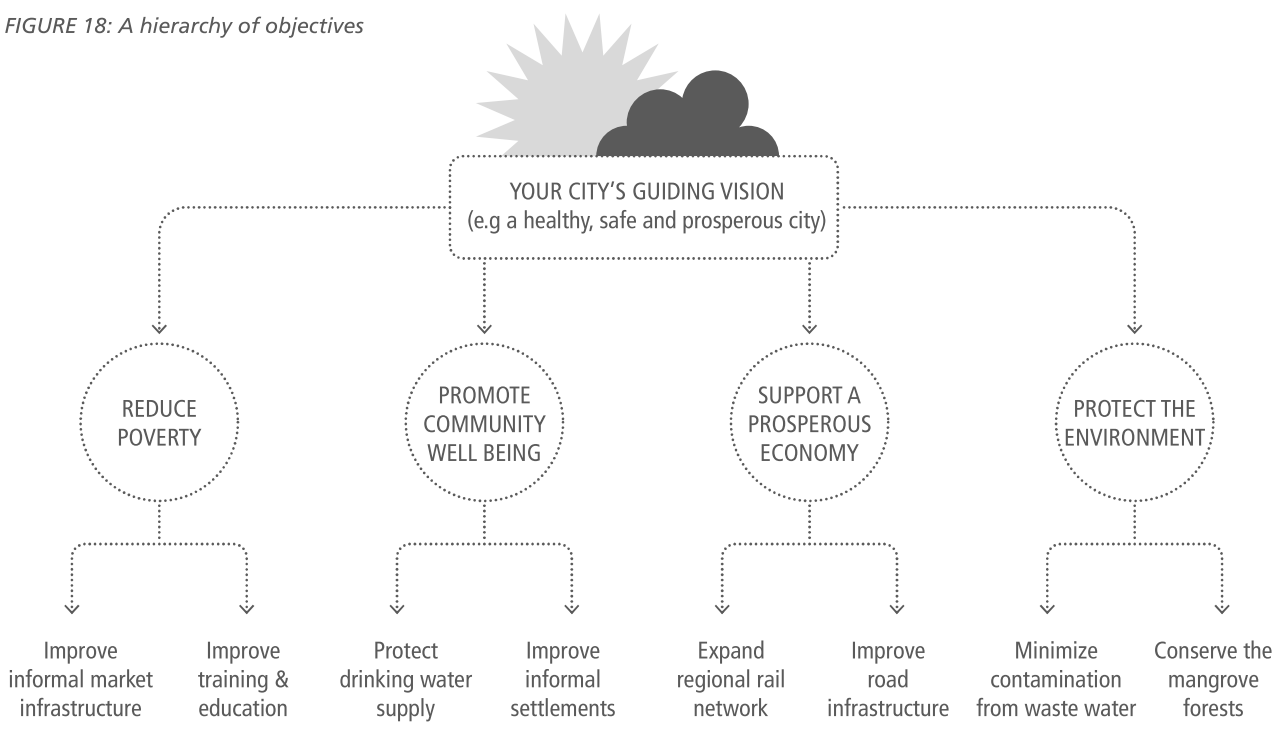 FIGURE 18: A hierarchy of objectives
YOUR CITY’S GUIDING VISION
(e.g a healthy, safe and prosperous city)
REDUCE
POVERTY
PROMOTE
COMMUNITY
WELL BEING
SUPPORT A
PROSPEROUS
ECONOMY
PROTECT THE
ENVIRONMENT
Improve
informal market
infrastructure
Improve
training &
education
Protect
drinking water
supply
Improve
informal
settlements
Expand
regional rail
network
Improve
road
infrastructure
Minimize
contamination
from waste water
Conserve the
mangrove
forests